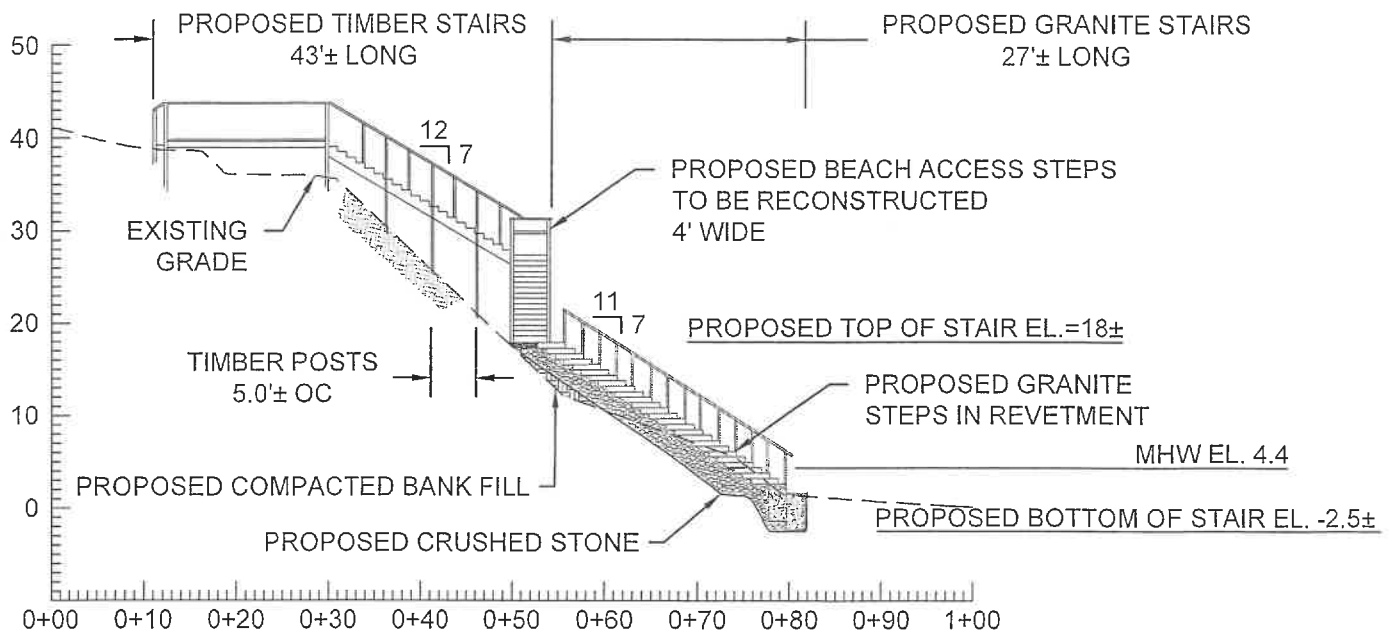 PROPOSED TIMBER STAIRS
43'± LONG
PROPOSED GRANITE STAIRS
27'± LONG
50
40
30
20
10
0
12
7
PROPOSED BEACH ACCESS STEPS
TO BE RECONSTRUCTED
4' WIDE
EXISTING
GRADE
11
7
PROPOSED TOP OF STAIR EL.=18±
TIMBER POSTS
5.0'± OC
PROPOSED GRANITE
STEPS IN REVETMENT
MHW EL. 4.4
PROPOSED COMPACTED BANK FILL
PROPOSED BOTTOM OF STAIR EL. -2.5±
PROPOSED CRUSHED STONE
0+00 0+10 0+20 0+30 0+40 0+50 0+60 0+70 0+80 0+90 1+00